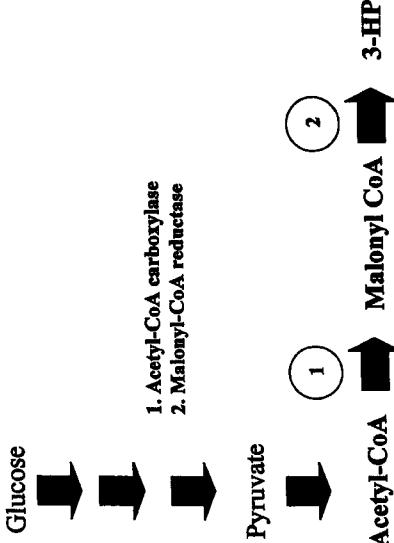 Glucose
1. Acetyl-CoA carboxylase
2. Malonyl-CoA reductase
Pyruvate
1
2
Acetyl-CoA
Malonyl CoA
3-HP